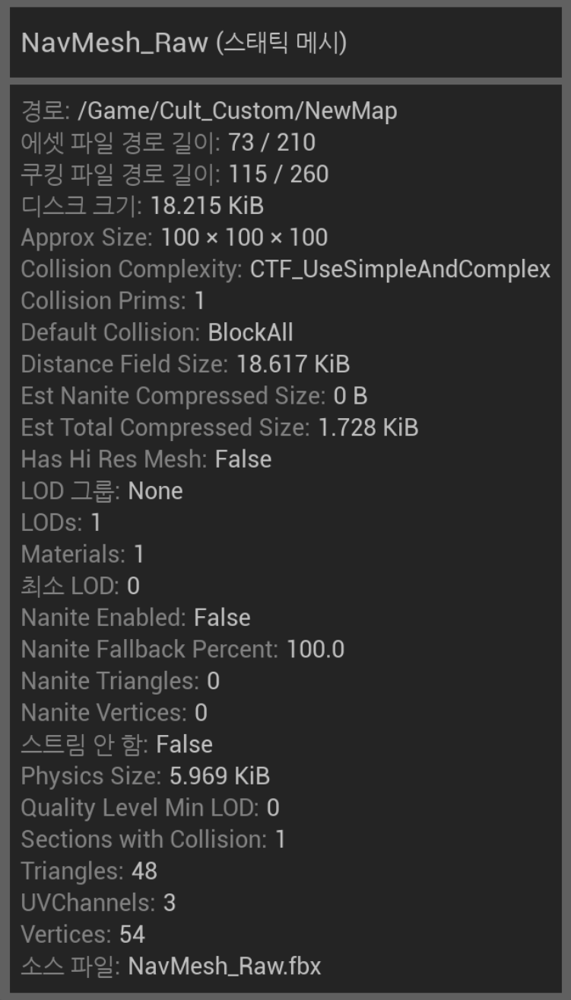 NavMesh_Raw (스태틱 메시)
경로: /Game/Cult_Custom/NewMap
에셋 파일 경로 길이: 73 / 210
쿠킹 파일 경로 길이: 115 / 260
디스크 크기: 18.215 KiB
Approx Size: 100 × 100 × 100
Collision Complexity: CTF_UseSimpleAndComplex
Collision Prims: 1
Default Collision: BlockAll
Distance Field Size: 18.617 KiB
Est Nanite Compressed Size: 0 B
Est Total Compressed Size: 1.728 KiB
Has Hi Res Mesh: False
LOD 그룹: None
LODs: 1
Materials: 1
최소 LOD: 0
Nanite Enabled: False
Nanite Fallback Percent: 100.0
Nanite Triangles: 0
Nanite Vertices: 0
스트림 안 함: False
Physics Size: 5.969 KiB
Quality Level Min LOD: 0
Sections with Collision: 1
Triangles: 48
UVChannels: 3
Vertices: 54
소스 파일: NavMesh_Raw.fbx